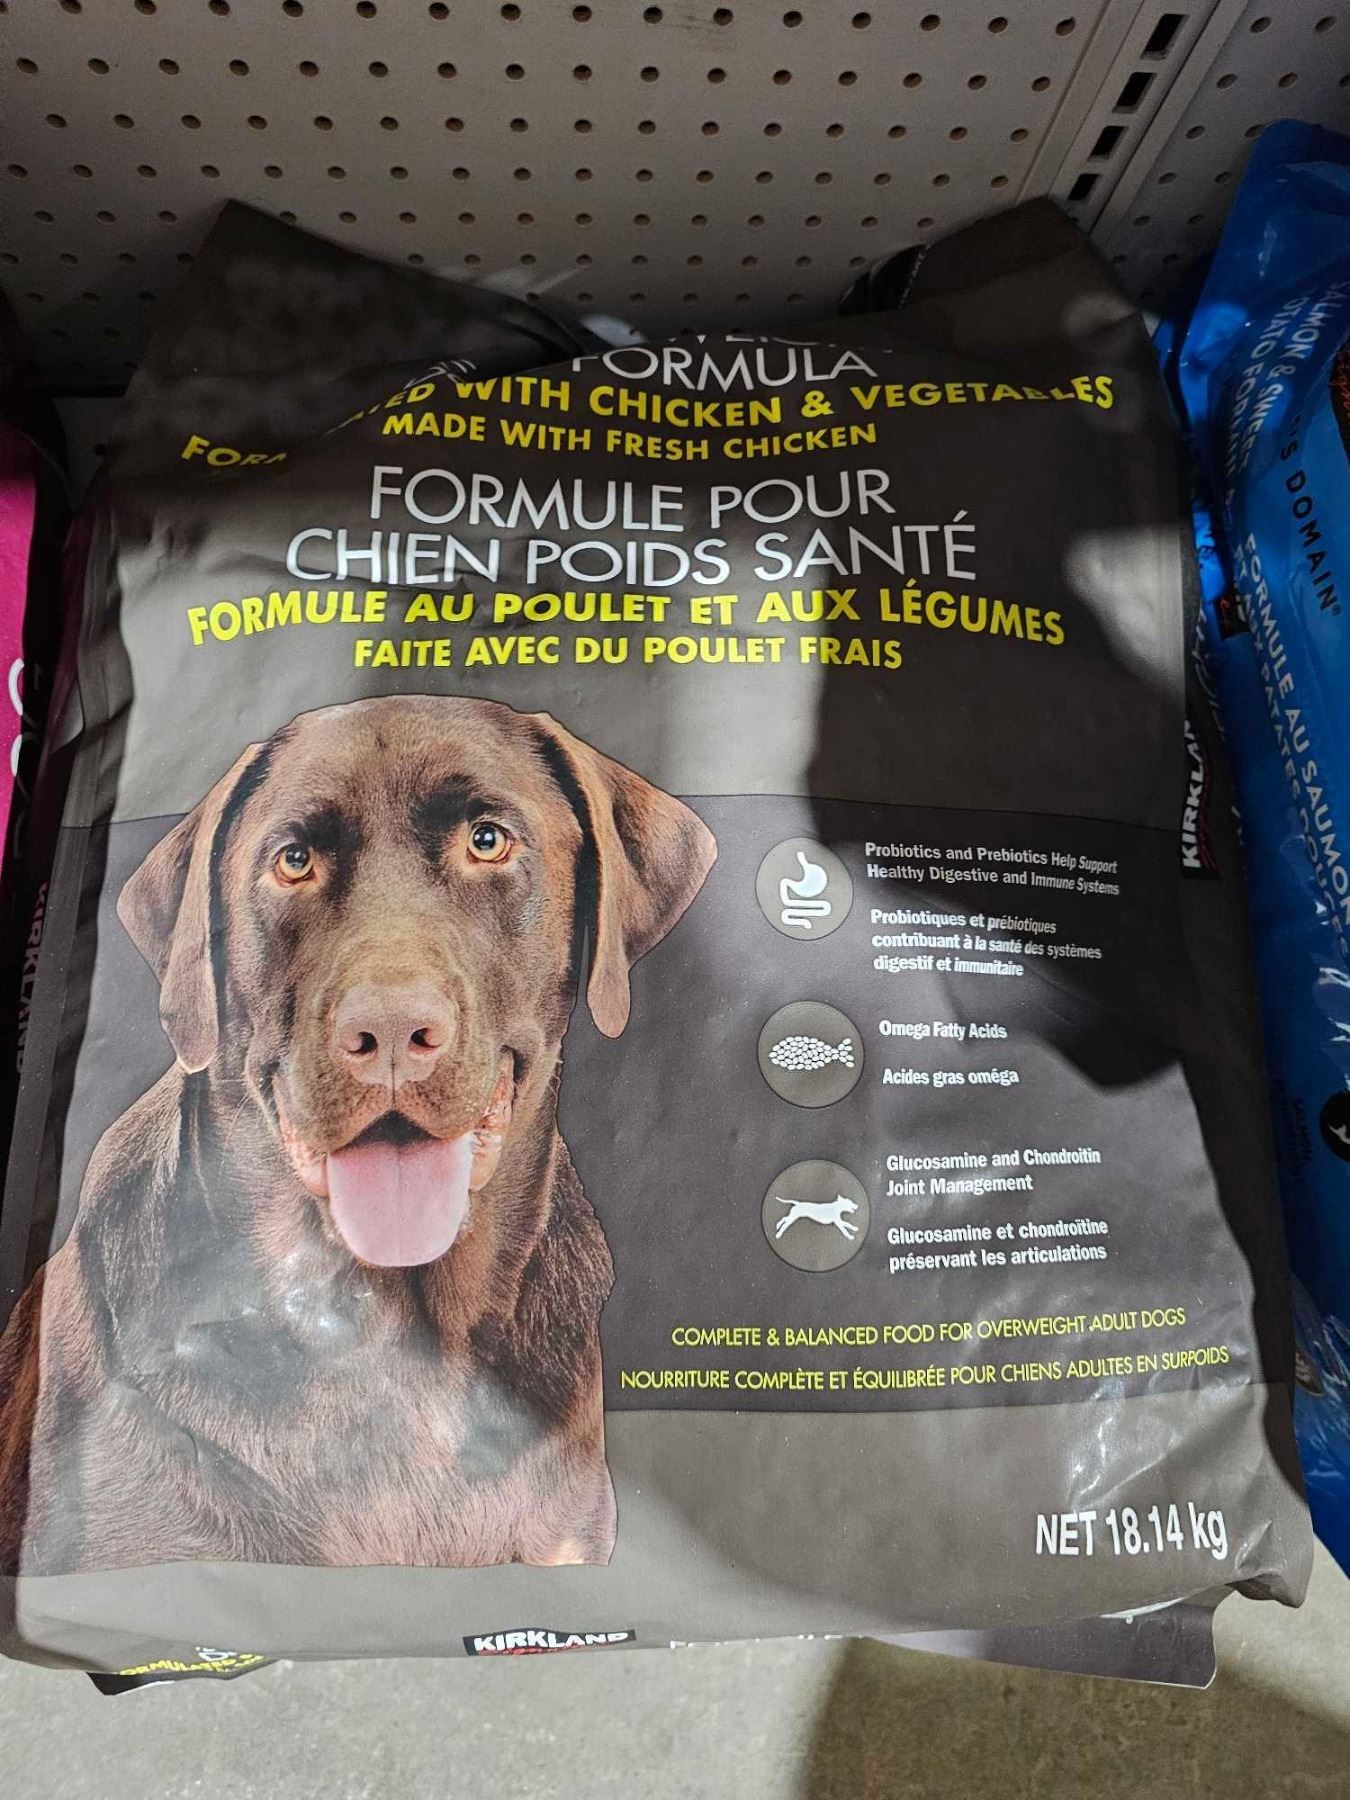 FORMULA
WITH CHICKEN & VEGETABLES
MADE WITH FRESH CHICKEN
FORMULE POUR
CHIEN POIDS SANTÉ
FORMULE AU POULET ET AUX LÉGUMES
FAITE AVEC DU POULET FRAIS
Probiotics and Prebiotics Help Support
Healthy Digestive and Immune Systems
Probiotiques et prébiotiques
contribuant à la santé des systèmes
digestif et immunitaire
Omega Fatty Acids
Acides gras oméga
Glucosamine and Chondroitin
Joint Management
Glucosamine et chondroïtine
préservant les articulations
COMPLETE & BALANCED FOOD FOR OVERWEIGHT ADULT DOGS
NOURRITURE COMPLÈTE ET ÉQUILIBRÉE POUR CHIENS ADULTES EN SURPOIDS
NET 18.14 kg
KIRKLAND
KIRKLAND
KIRKLAND
DOMAIN®
SALMON & SWEET
FORMULE AU SAUMON